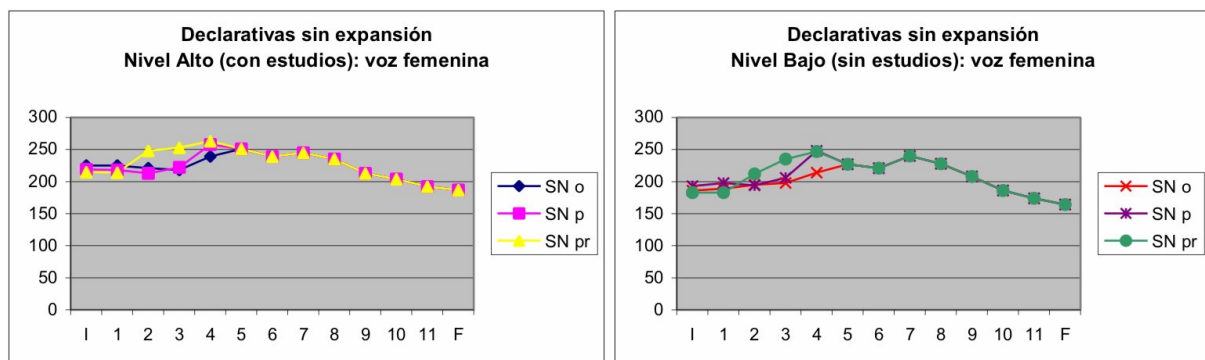 Declarativas sin expansión
Nivel Alto (con estudios): voz femenina
300
250
200
150
100
50
0
I 1 2 3 4 5 6 7 8 9 10 11 F
SN o
SN p
SN pr
Declarativas sin expansión
Nivel Bajo (sin estudios): voz femenina
300
250
200
150
100
50
0
I 1 2 3 4 5 6 7 8 9 10 11 F
SN o
SN p
SN pr